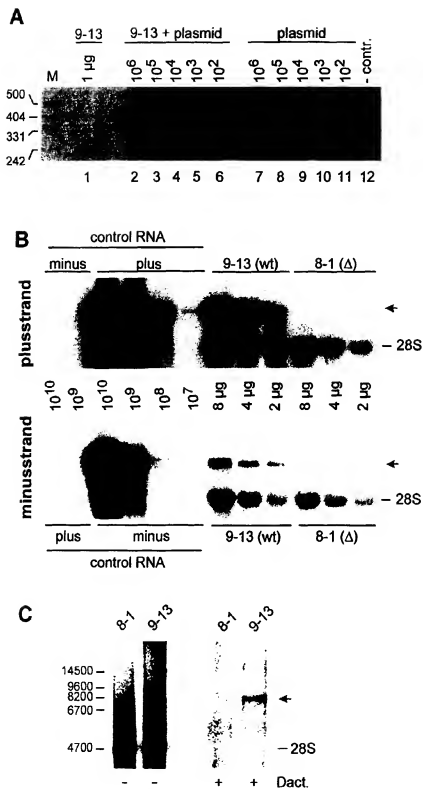 A
9-13 9-13 + plasmid plasmid
M 1 µg 10⁶ 10⁵ 10⁴ 10³ 10² 10⁶ 10⁵ 10⁴ 10³ 10² - contr.
500
404
331
242
1 2 3 4 5 6 7 8 9 10 11 12
B
control RNA
minus plus 9-13 (wt) 8-1 (Δ)
plusstrand
28S
10¹⁰ 10⁹ 10¹⁰ 10⁹ 10⁸ 10⁷ 8 µg 4 µg 2 µg 8 µg 4 µg 2 µg
minusstrand
28S
plus minus 9-13 (wt) 8-1 (Δ)
control RNA
C
8-1 9-13 8-1 9-13
14500
9600
8200
6700
4700
28S
- - + + Dact.